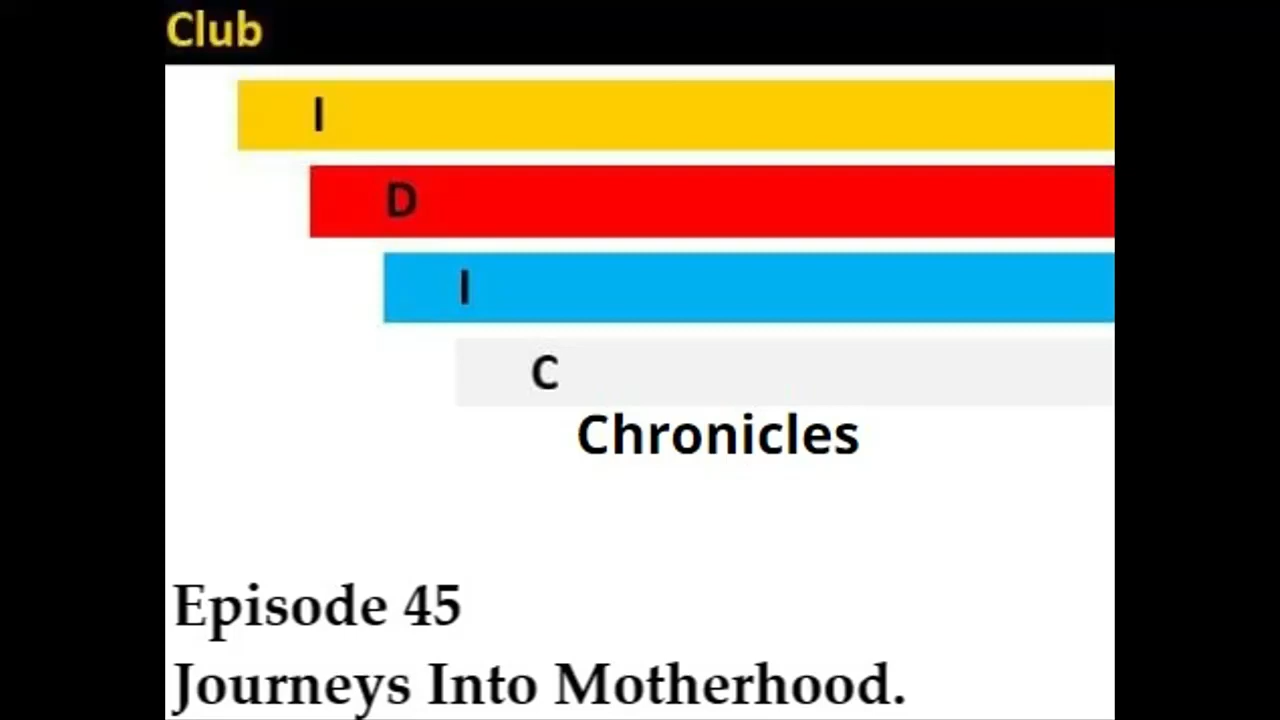 Club
I
D
I
C
Chronicles
Episode 45
Journeys Into Motherhood.